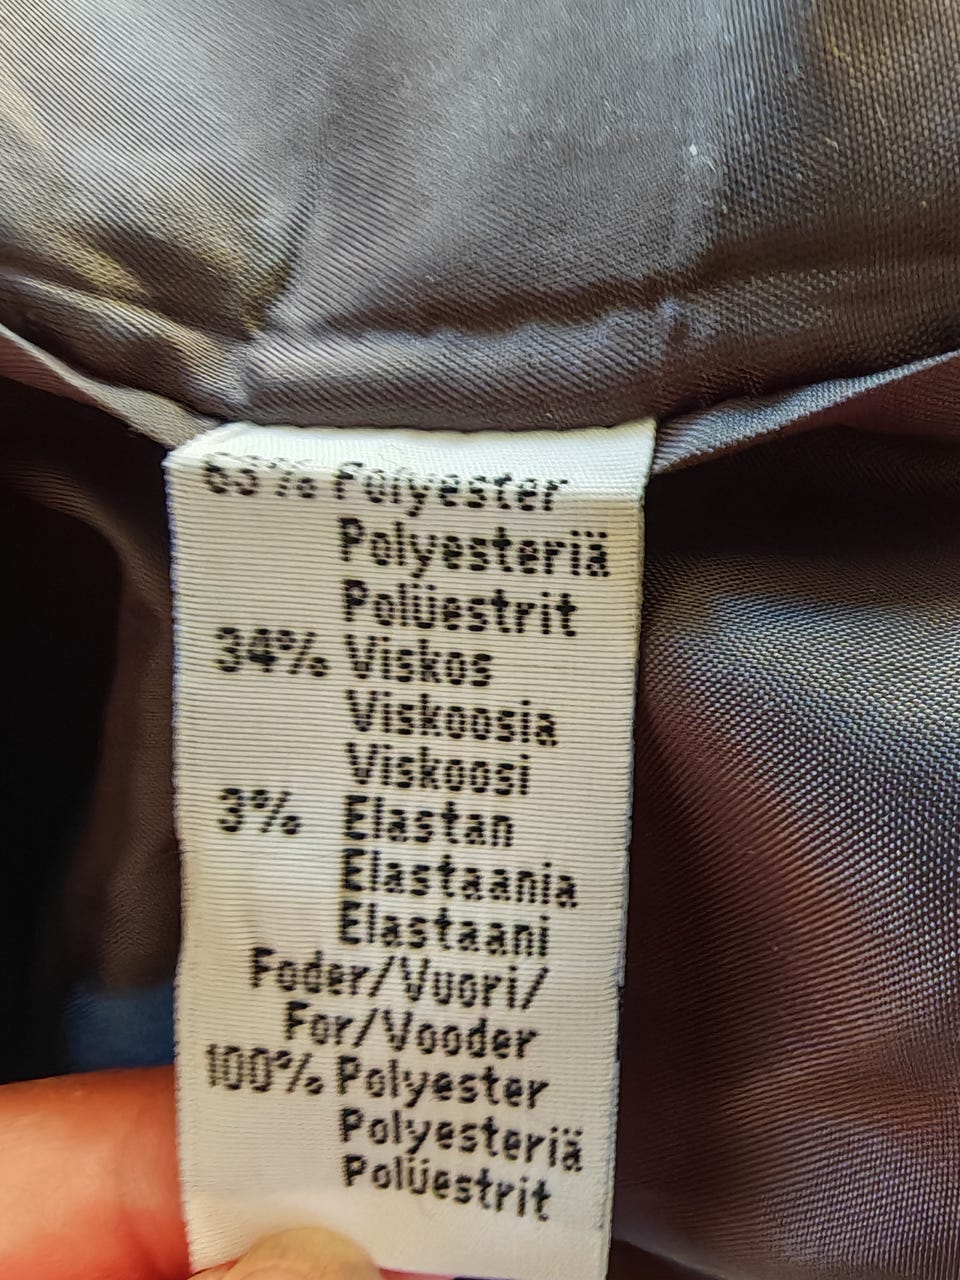 63% Polyester
Polyesteriä
Polüestrit
34% Viskos
Viskoosia
Viskoosi
3% Elastan
Elastaania
Elastaani
Foder/Vuori/
For/Vooder
100% Polyester
Polyesteriä
Polüestrit